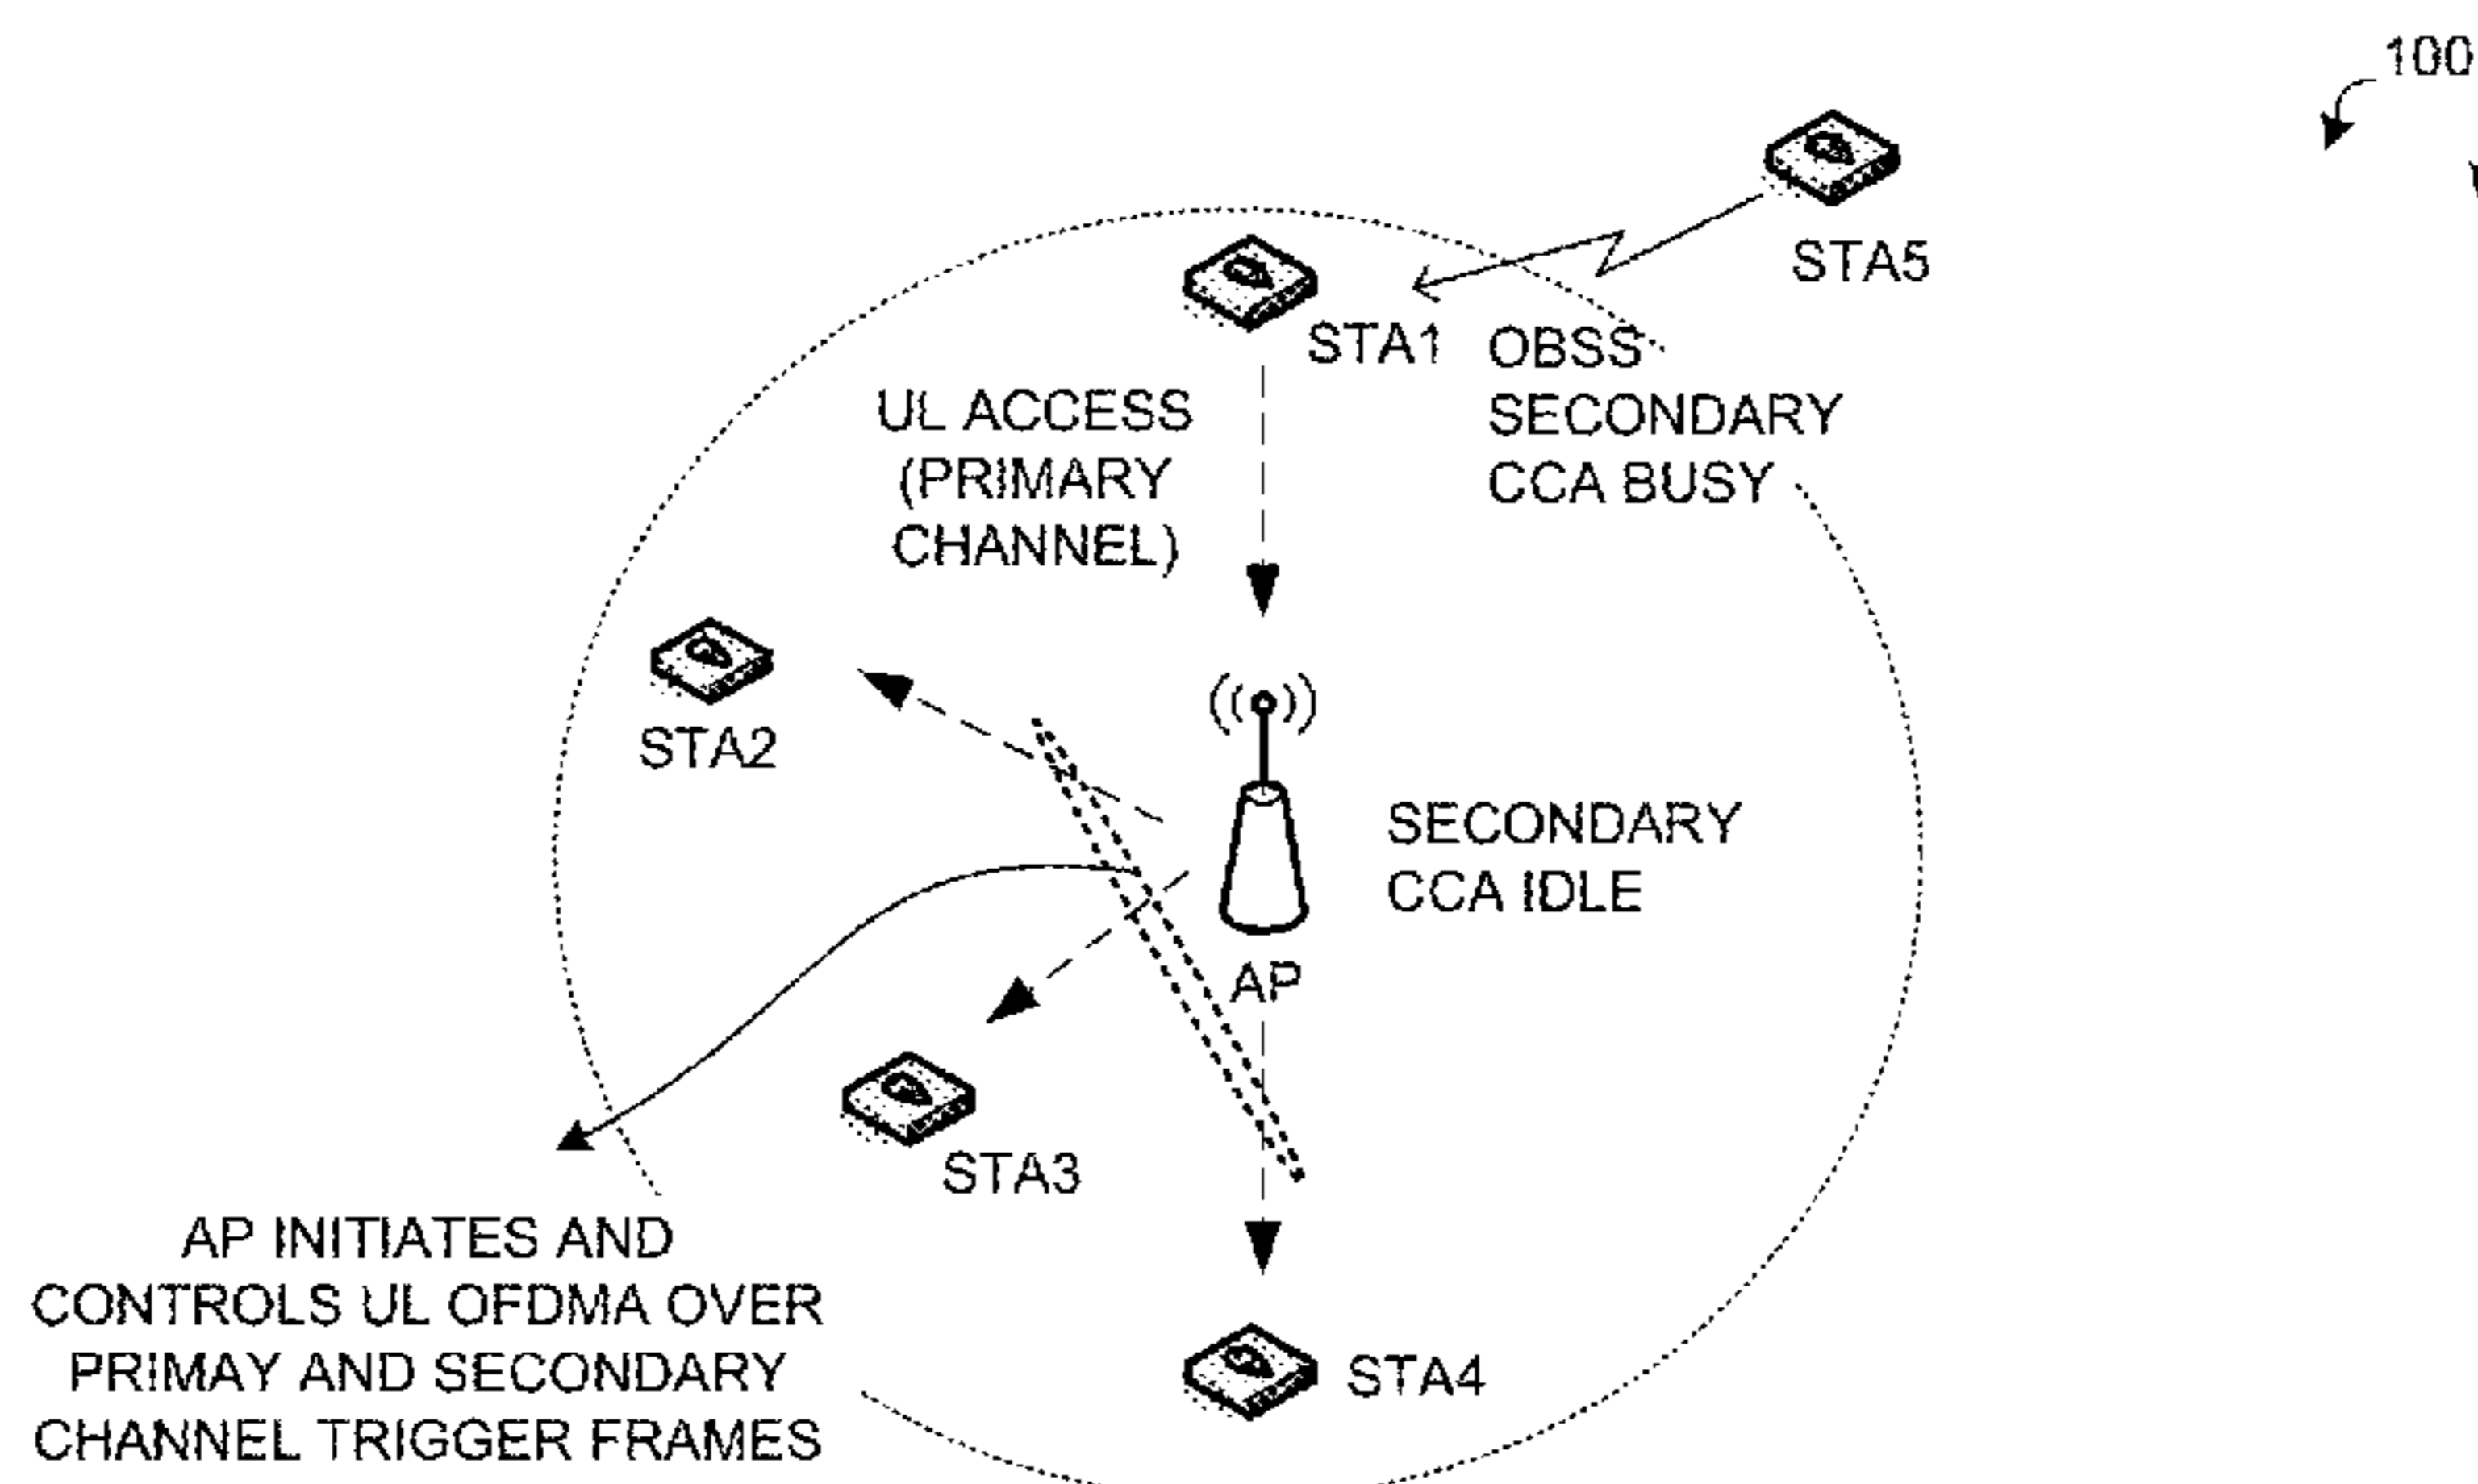 100
STA5
STA1
OBSS
SECONDARY
CCA BUSY
UL ACCESS
(PRIMARY
CHANNEL)
STA2
SECONDARY
CCA IDLE
AP
STA3
STA4
AP INITIATES AND
CONTROLS UL OFDMA OVER
PRIMAY AND SECONDARY
CHANNEL TRIGGER FRAMES